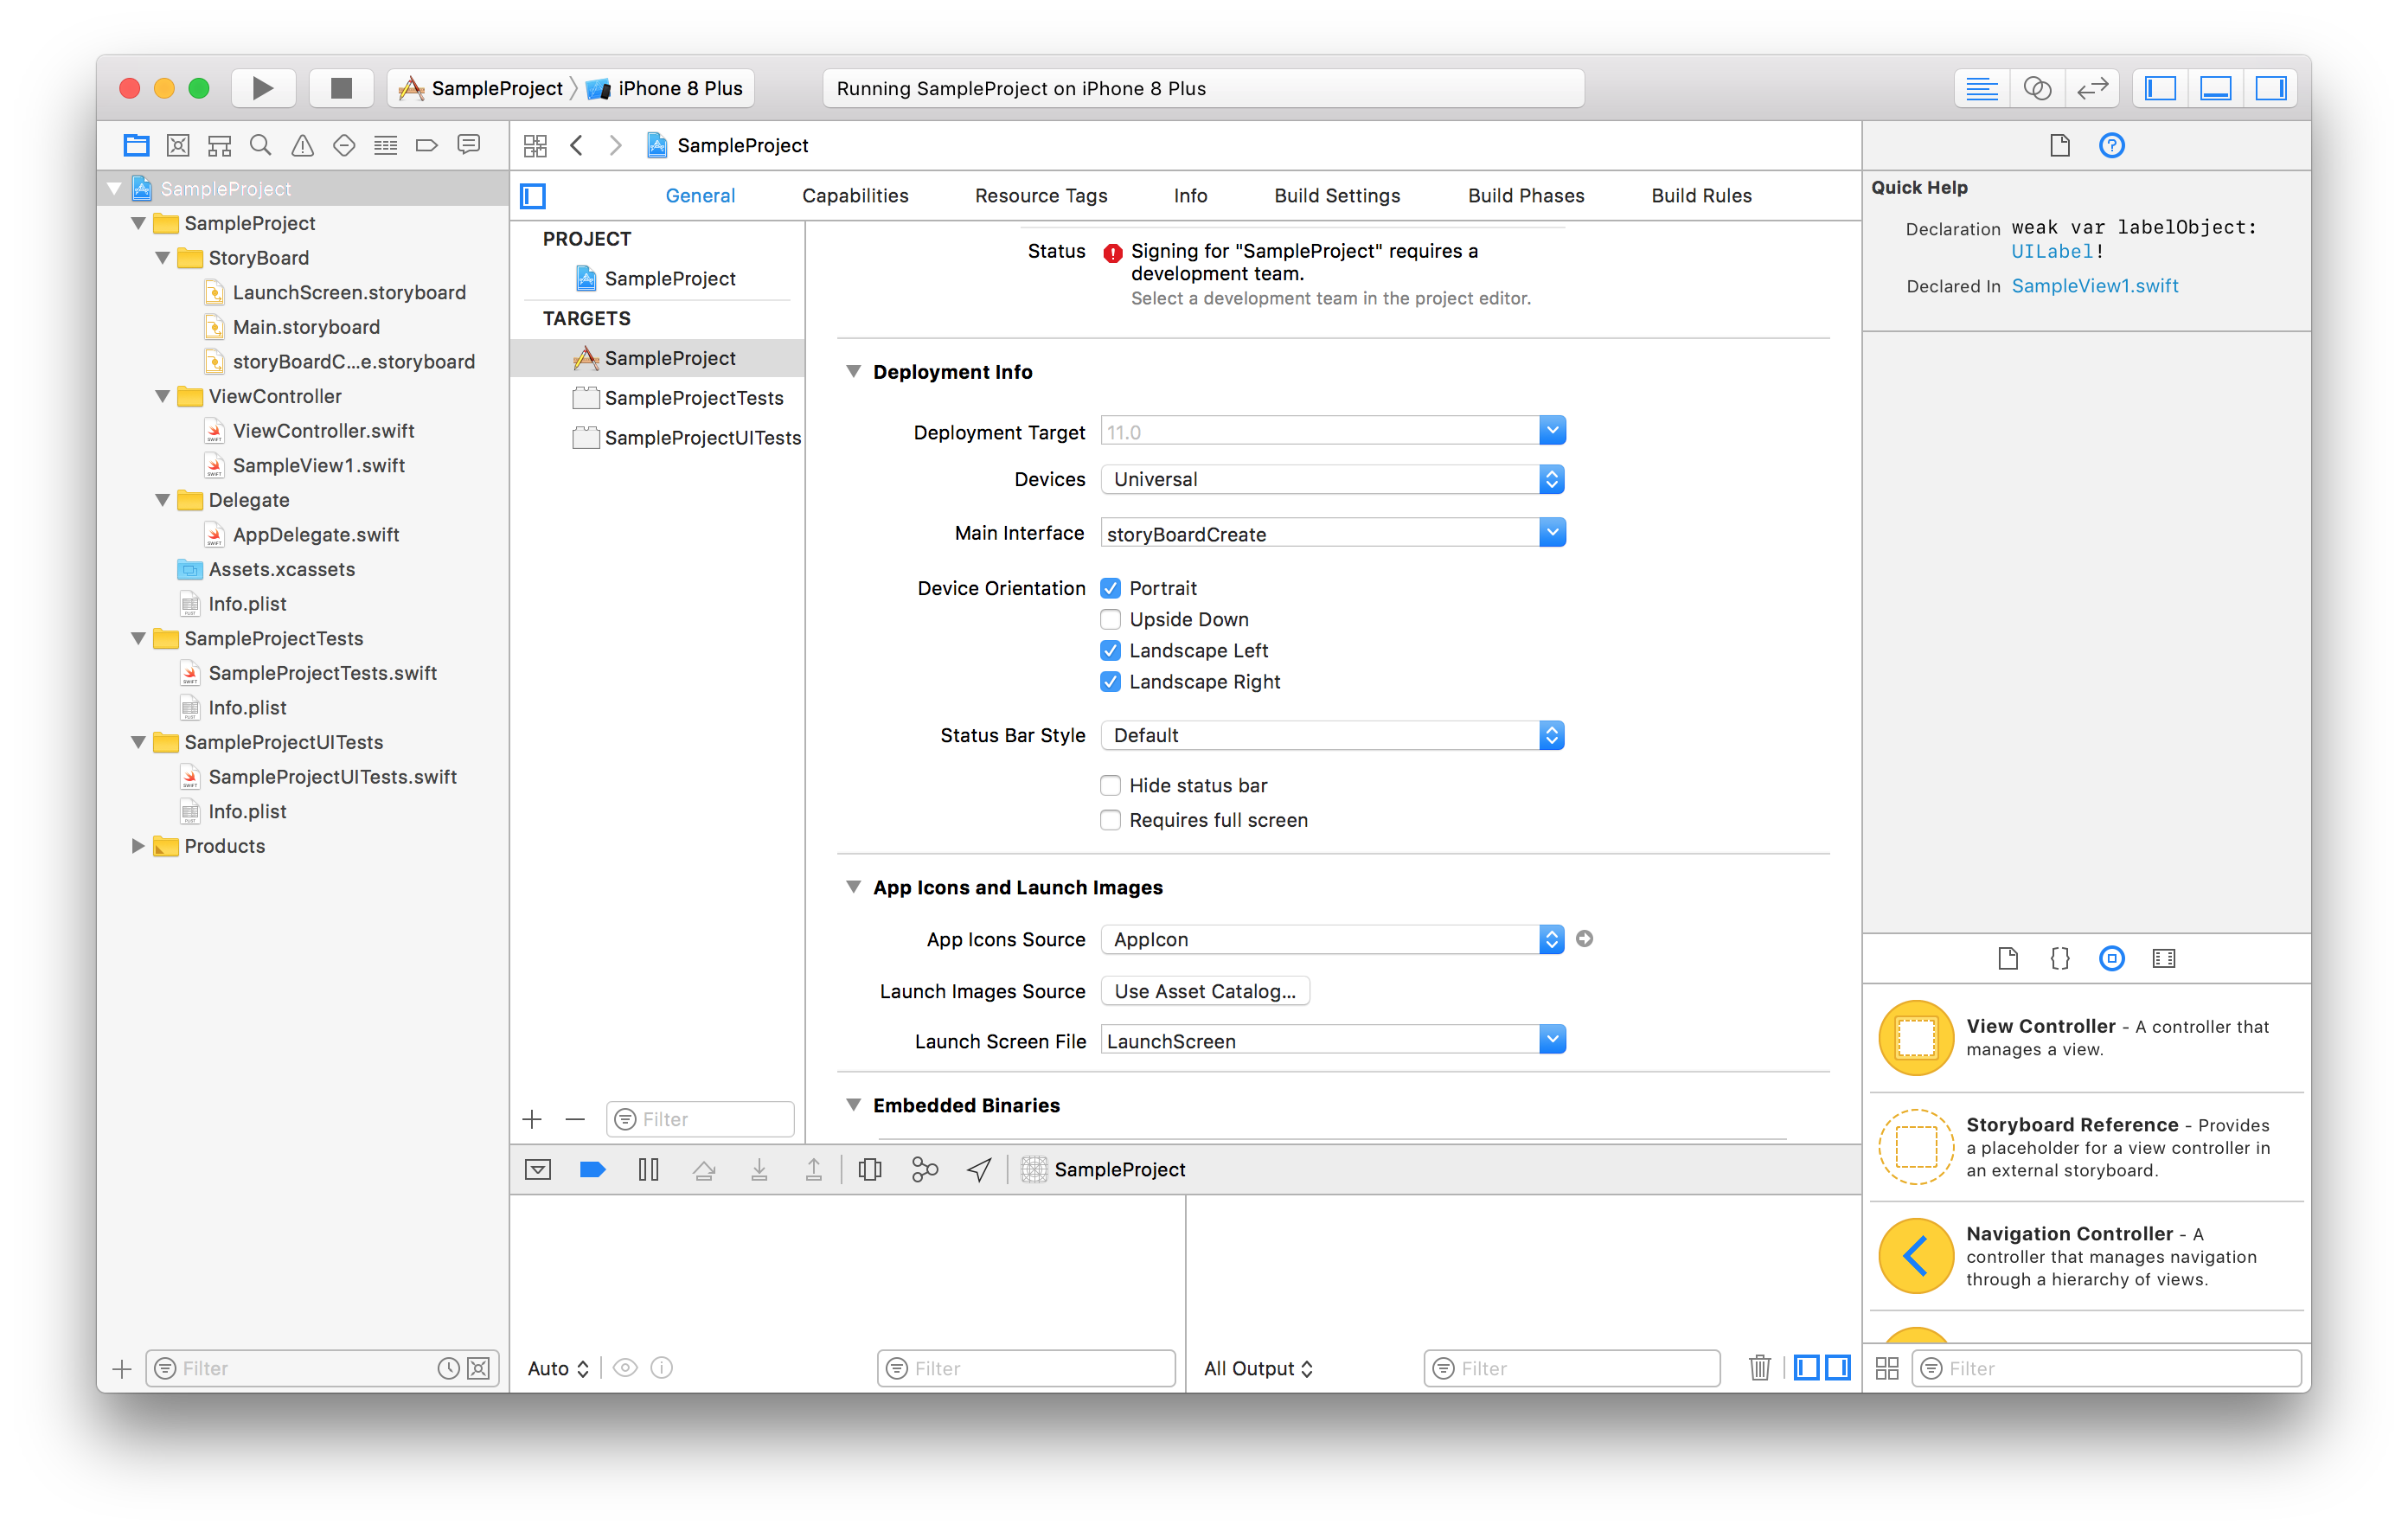 SampleProject
iPhone 8 Plus
Running SampleProject on iPhone 8 Plus
SampleProject
SampleProject
StoryBoard
LaunchScreen.storyboard
Main.storyboard
storyBoardC...e.storyboard
ViewController
ViewController.swift
SampleView1.swift
Delegate
AppDelegate.swift
Assets.xcassets
Info.plist
SampleProjectTests
SampleProjectTests.swift
Info.plist
SampleProjectUITests
SampleProjectUITests.swift
Info.plist
Products
Filter
SampleProject
General
Capabilities
Resource Tags
Info
Build Settings
Build Phases
Build Rules
PROJECT
SampleProject
TARGETS
SampleProject
SampleProjectTests
SampleProjectUITests
Filter
Status
Signing for "SampleProject" requires a
development team.
Select a development team in the project editor.
Deployment Info
Deployment Target 11.0
Devices Universal
Main Interface storyBoardCreate
Device Orientation Portrait
Upside Down
Landscape Left
Landscape Right
Status Bar Style Default
Hide status bar
Requires full screen
App Icons and Launch Images
App Icons Source AppIcon
Launch Images Source Use Asset Catalog...
Launch Screen File LaunchScreen
Embedded Binaries
SampleProject
Auto
Filter
All Output
Filter
Quick Help
Declaration weak var labelObject:
UILabel!
Declared In SampleView1.swift
View Controller - A controller that
manages a view.
Storyboard Reference - Provides
a placeholder for a view controller in
an external storyboard.
Navigation Controller - A
controller that manages navigation
through a hierarchy of views.
Filter